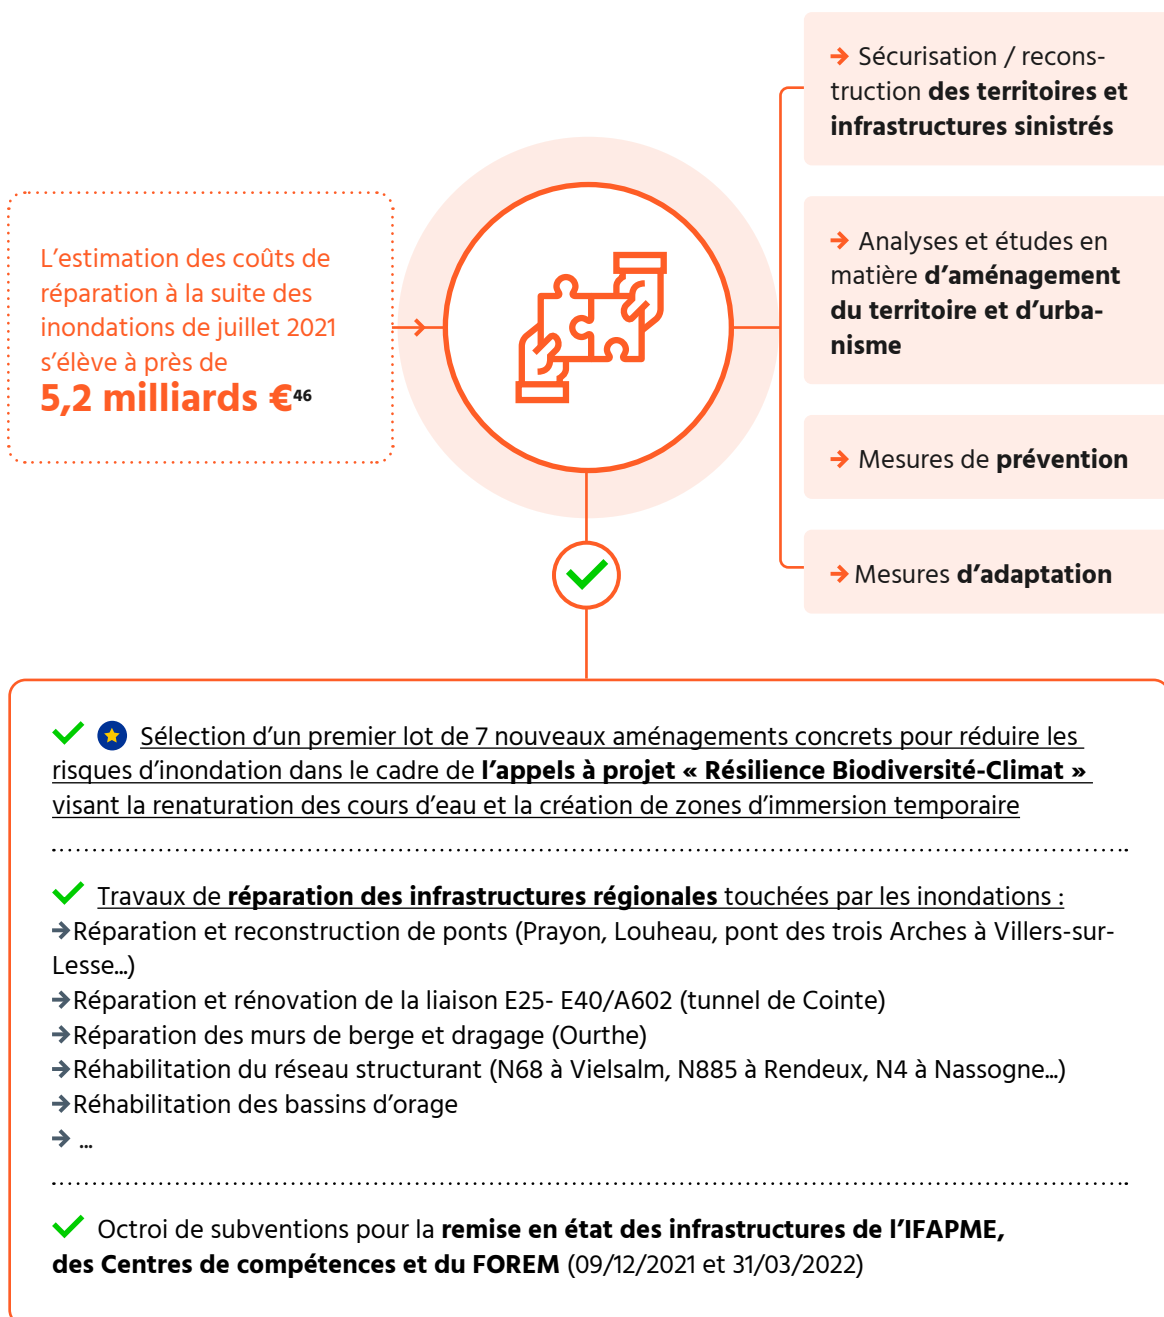 L’estimation des coûts de
réparation à la suite des
inondations de juillet 2021
s’élève à près de
5,2 milliards €46
→ Sécurisation / recons-
truction des territoires et
infrastructures sinistrés
→ Analyses et études en
matière d’aménagement
du territoire et d’urba-
nisme
→ Mesures de prévention
→ Mesures d’adaptation
Sélection d’un premier lot de 7 nouveaux aménagements concrets pour réduire les
risques d’inondation dans le cadre de l’appels à projet « Résilience Biodiversité-Climat »
visant la renaturation des cours d’eau et la création de zones d’immersion temporaire
Travaux de réparation des infrastructures régionales touchées par les inondations :
→Réparation et reconstruction de ponts (Prayon, Louheau, pont des trois Arches à Villers-sur-
Lesse...)
→Réparation et rénovation de la liaison E25- E40/A602 (tunnel de Cointe)
→Réparation des murs de berge et dragage (Ourthe)
→Réhabilitation du réseau structurant (N68 à Vielsalm, N885 à Rendeux, N4 à Nassogne...)
→Réhabilitation des bassins d’orage
→ ...
Octroi de subventions pour la remise en état des infrastructures de l’IFAPME,
des Centres de compétences et du FOREM (09/12/2021 et 31/03/2022)